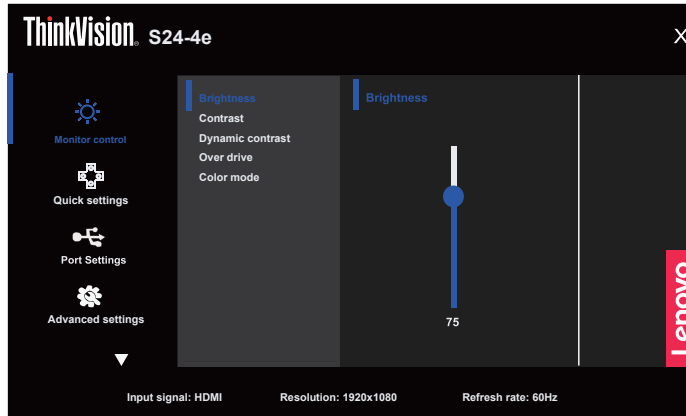 ThinkVision® S24-4e
X
Monitor control
Quick settings
Port Settings
Advanced settings
Brightness
Contrast
Dynamic contrast
Over drive
Color mode
Brightness
75
Lenovo
Input signal: HDMI Resolution: 1920x1080 Refresh rate: 60Hz